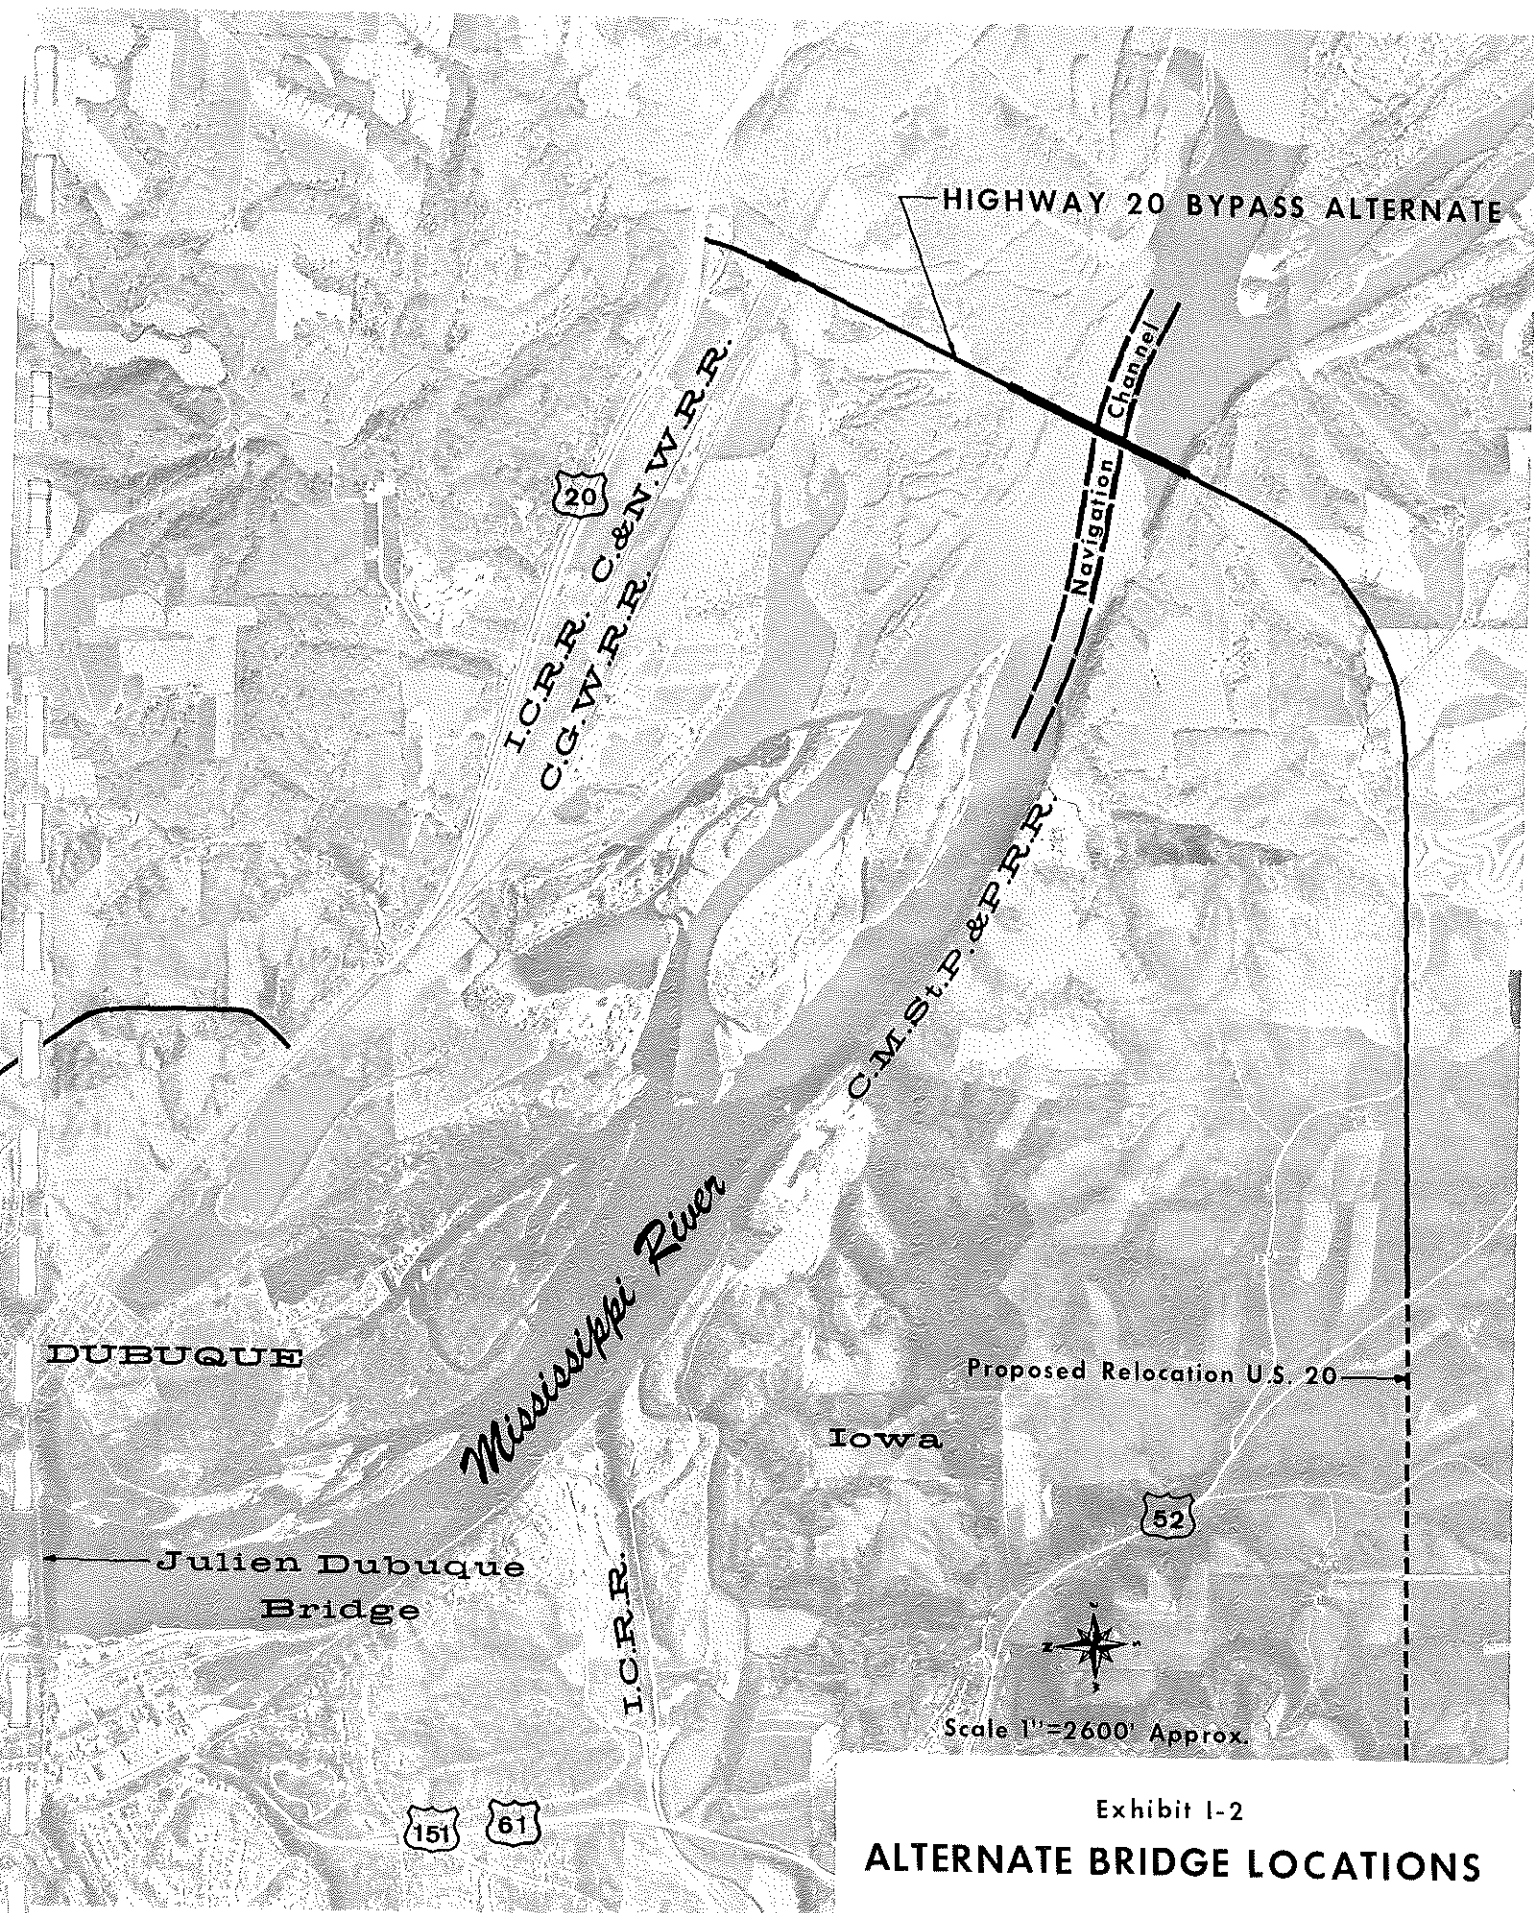 HIGHWAY 20 BYPASS ALTERNATE
Navigation Channel
20
I.C.R.R.
C.&N.W.R.R.
C.G.W.R.R.
C.M.St.P.&P.R.R.
Mississippi River
DUBUQUE
Proposed Relocation U.S. 20
Iowa
52
Julien Dubuque
Bridge
I.C.R.R.
N
S
Scale 1"=2600' Approx.
151
61
Exhibit I-2
ALTERNATE BRIDGE LOCATIONS